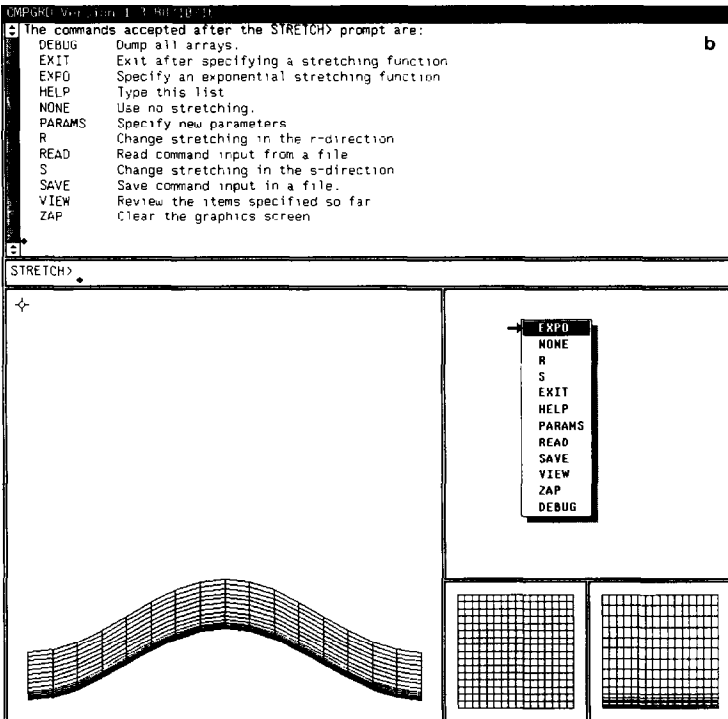 CMPGRD Version 1.3
b
The commands accepted after the STRETCH> prompt are:
DEBUG Dump all arrays.
EXIT Exit after specifying a stretching function
EXPO Specify an exponential stretching function
HELP Type this list
NONE Use no stretching.
PARAMS Specify new parameters
R Change stretching in the r-direction
READ Read command input from a file
S Change stretching in the s-direction
SAVE Save command input in a file.
VIEW Review the items specified so far
ZAP Clear the graphics screen
STRETCH>
EXPO
NONE
R
S
EXIT
HELP
PARAMS
READ
SAVE
VIEW
ZAP
DEBUG